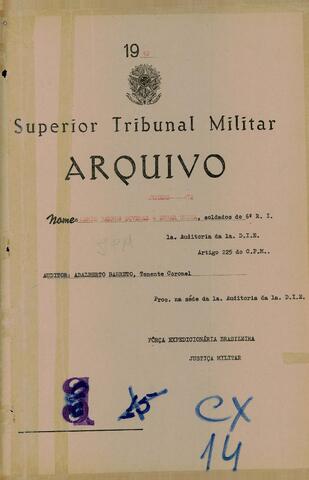 19
Superior Tribunal Militar
ARQUIVO
Nome soldados do 6º R. I.
1a. Auditoria da 1a. D.I.E.
Artigo 225 do C.P.M..
AUDITOR: ADALBERTO BARRETO, Tenente Coronel
Proc. na séde da 1a. Auditoria da 1a. D.I.E.
FÔRÇA EXPEDICIONÁRIA BRASILEIRA
JUSTIÇA MILITAR
15 CX
14